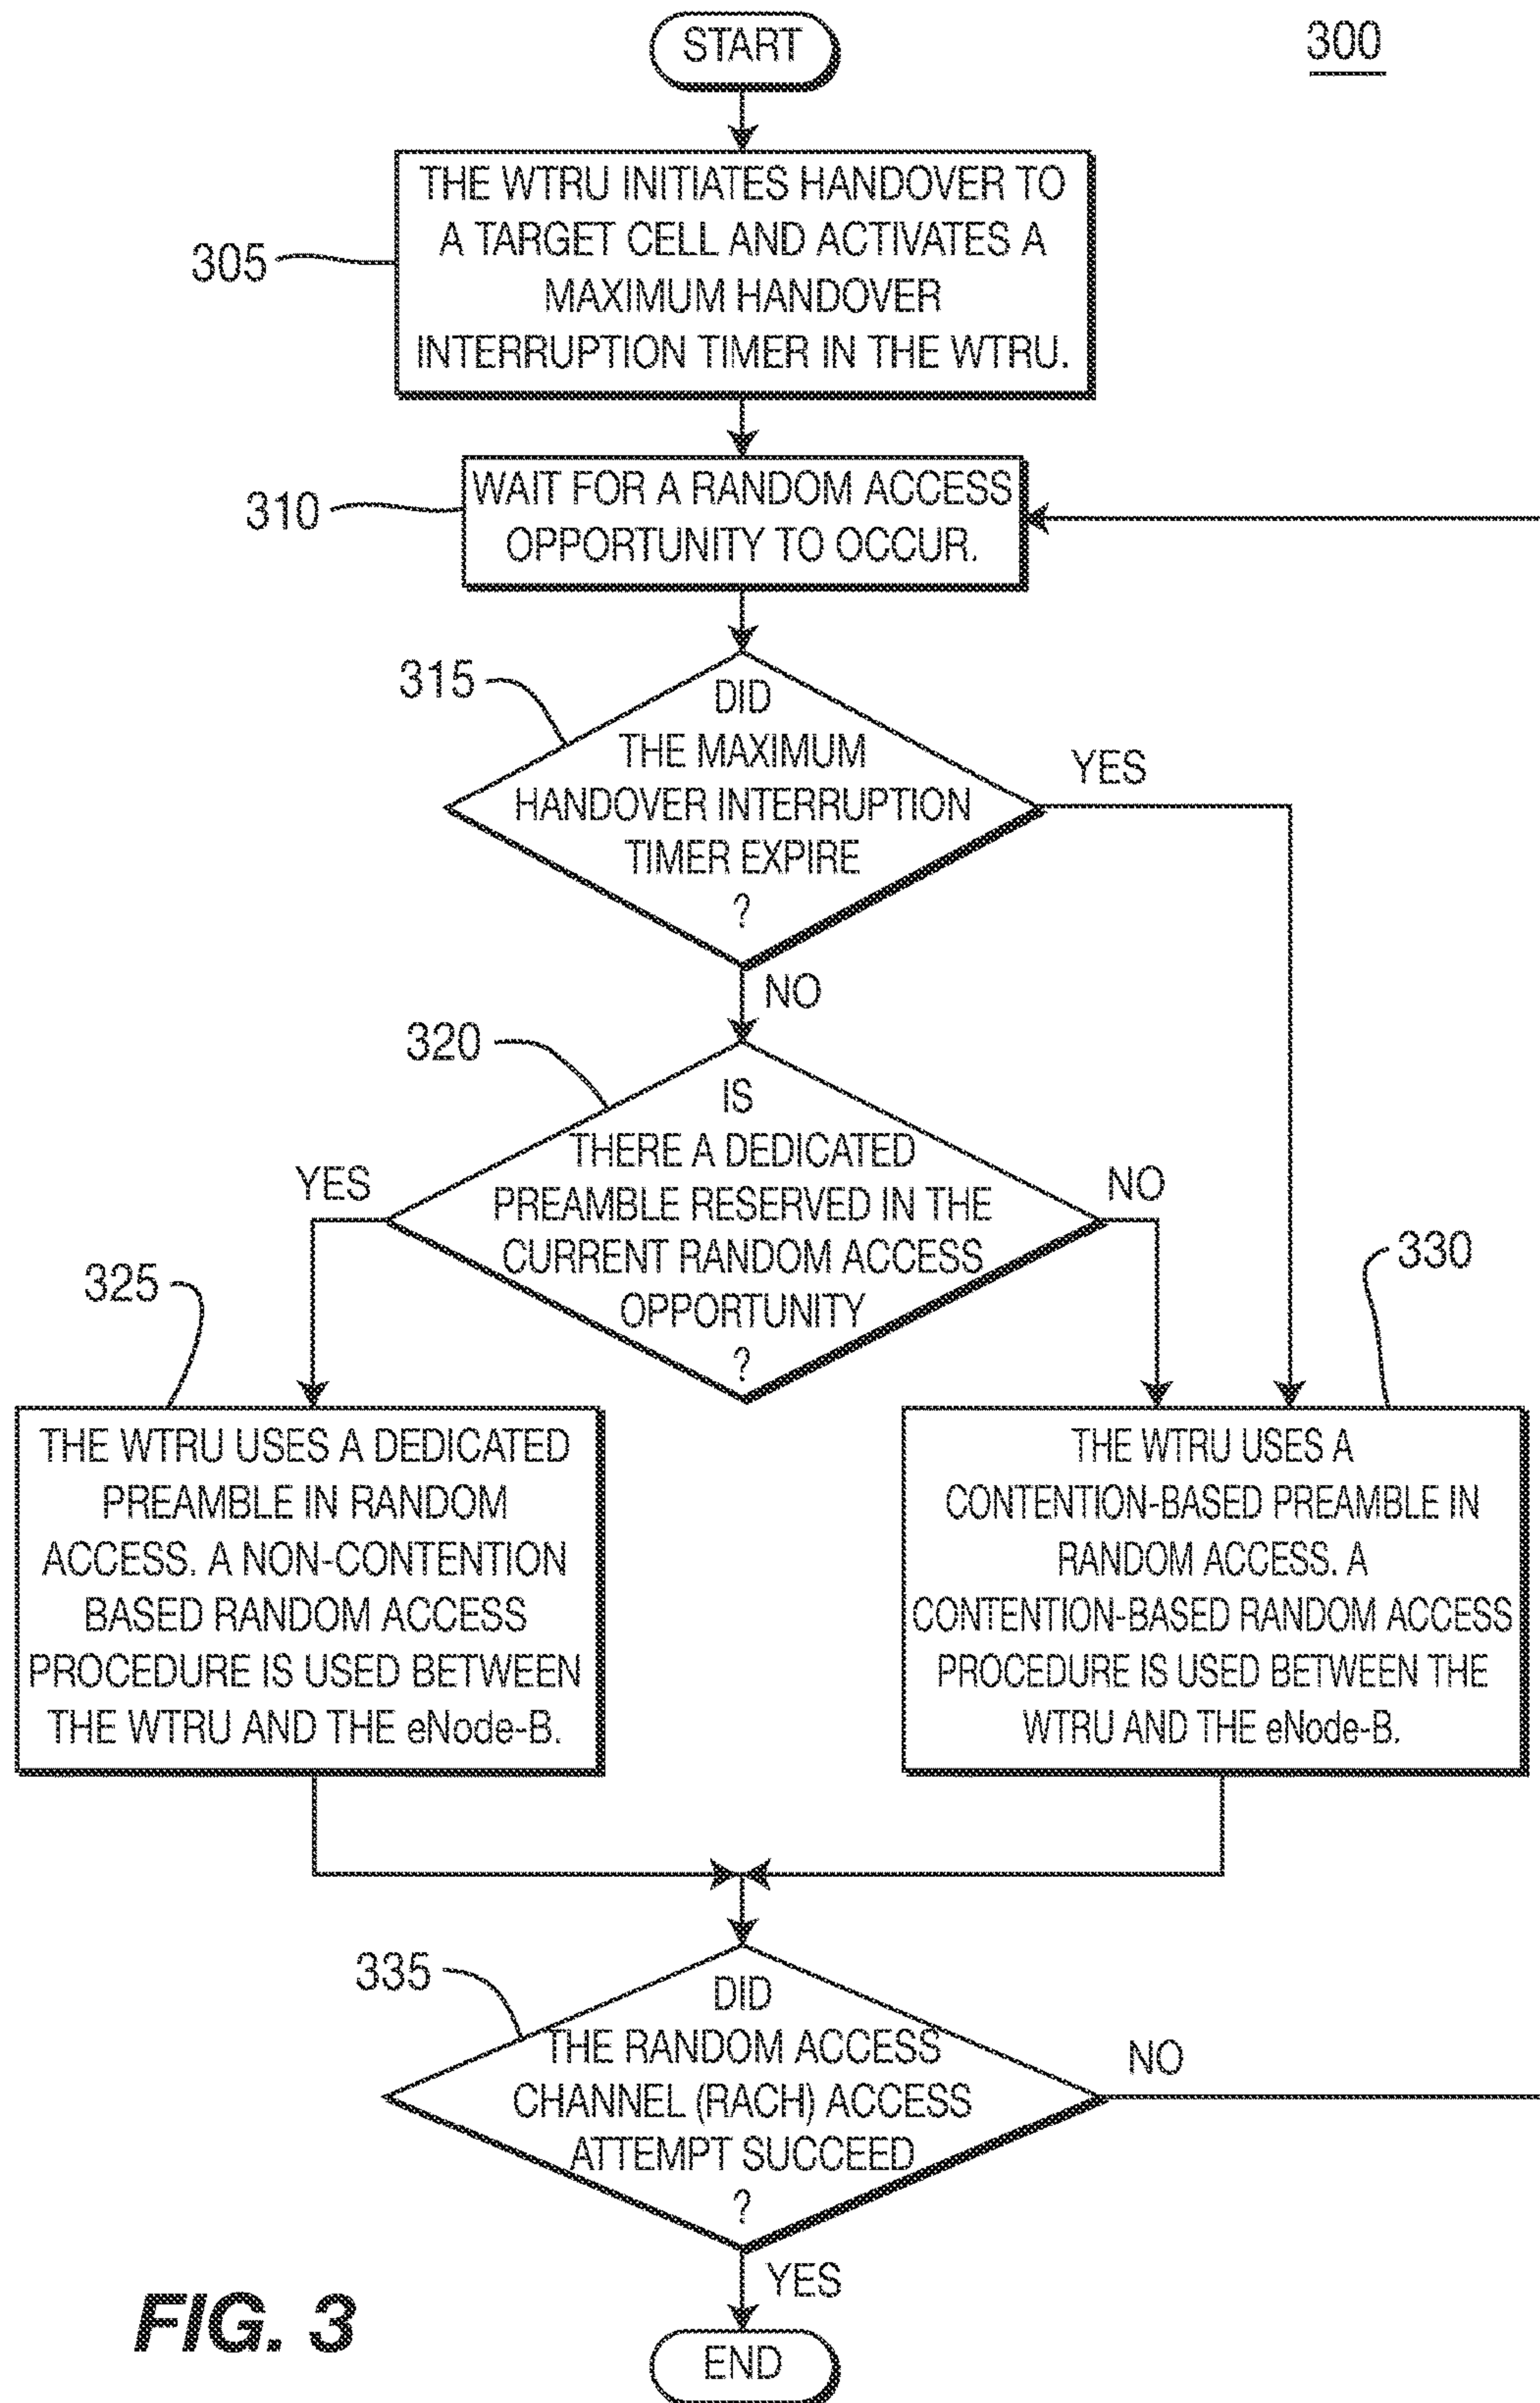 START
300
305
THE WTRU INITIATES HANDOVER TO
A TARGET CELL AND ACTIVATES A
MAXIMUM HANDOVER
INTERRUPTION TIMER IN THE WTRU.
310
WAIT FOR A RANDOM ACCESS
OPPORTUNITY TO OCCUR.
315
DID
THE MAXIMUM
HANDOVER INTERRUPTION
TIMER EXPIRE
?
YES
NO
320
IS
THERE A DEDICATED
PREAMBLE RESERVED IN THE
CURRENT RANDOM ACCESS
OPPORTUNITY
?
YES
NO
325
330
THE WTRU USES A DEDICATED
PREAMBLE IN RANDOM
ACCESS. A NON-CONTENTION
BASED RANDOM ACCESS
PROCEDURE IS USED BETWEEN
THE WTRU AND THE eNode-B.
THE WTRU USES A
CONTENTION-BASED PREAMBLE IN
RANDOM ACCESS. A
CONTENTION-BASED RANDOM ACCESS
PROCEDURE IS USED BETWEEN THE
WTRU AND THE eNode-B.
335
DID
THE RANDOM ACCESS
CHANNEL (RACH) ACCESS
ATTEMPT SUCCEED
?
NO
YES
END
FIG. 3